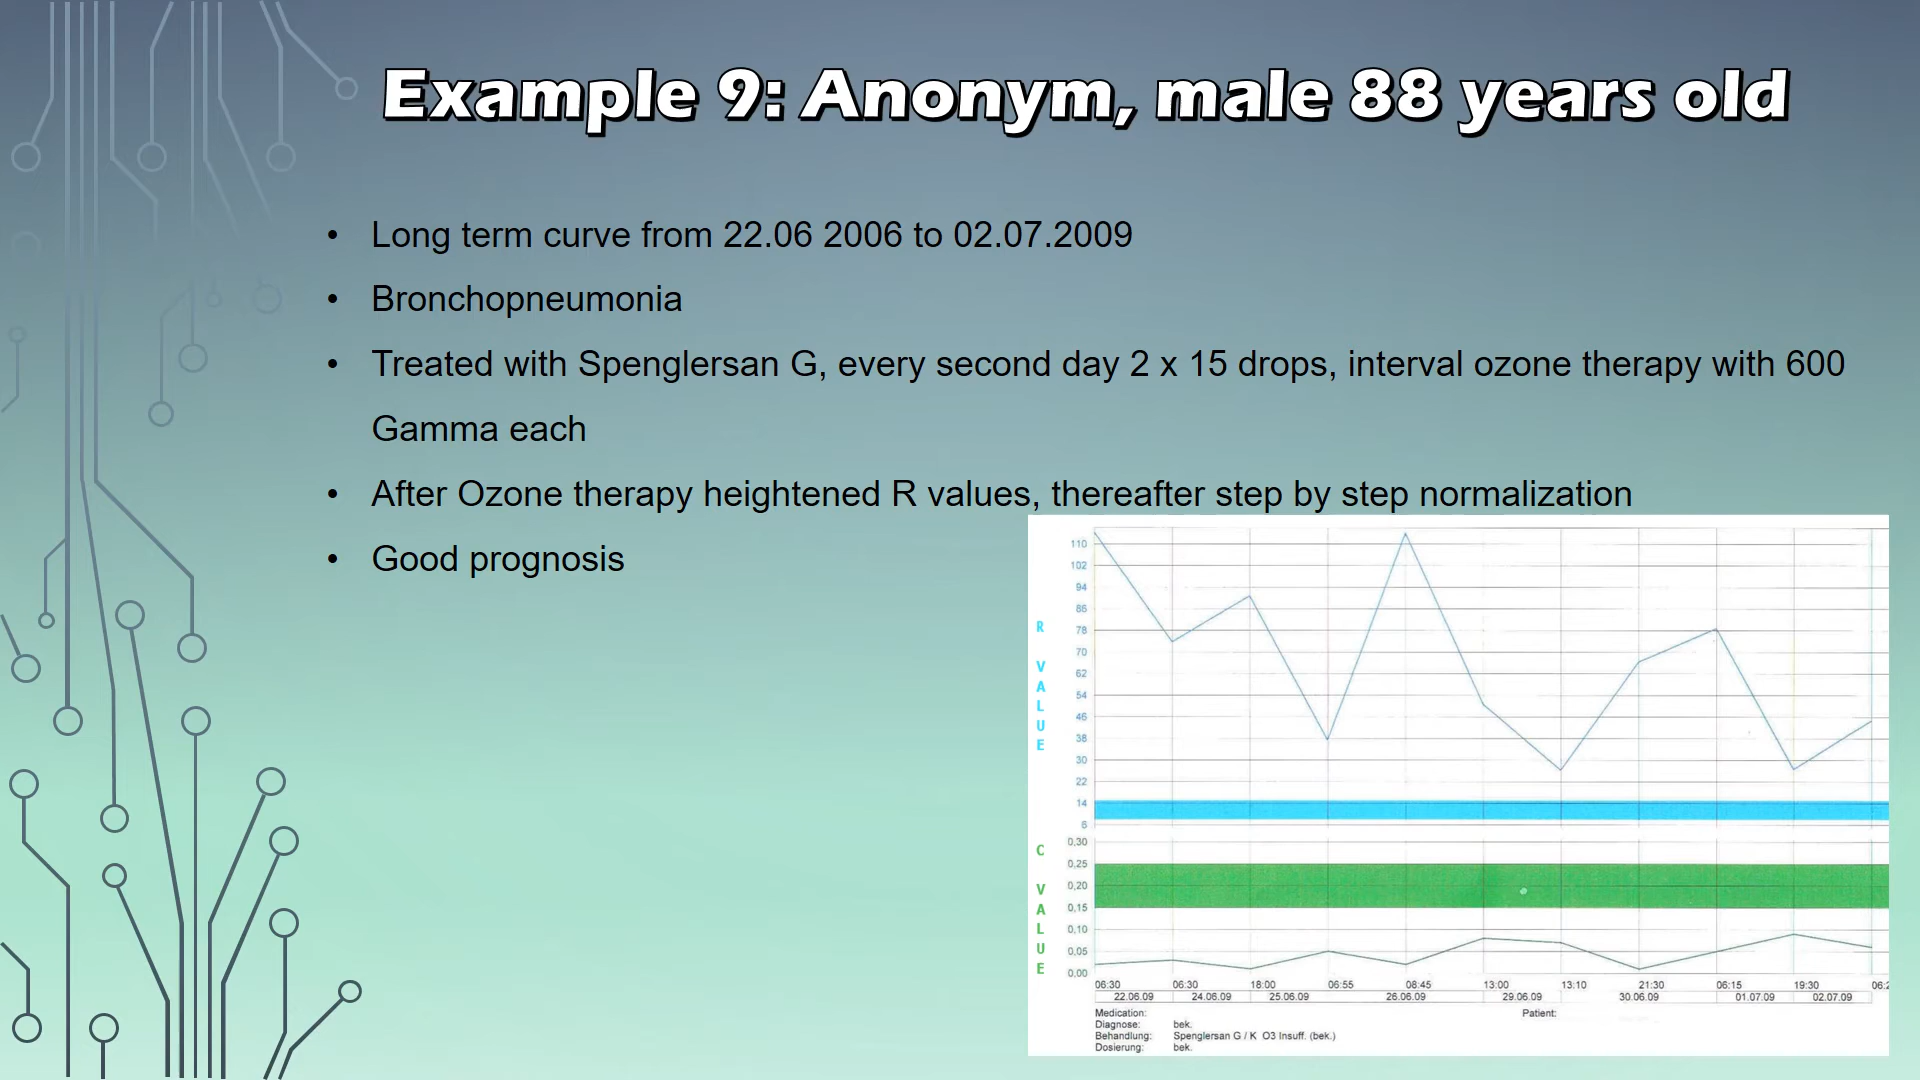 Example 9: Anonym, male 88 years old
• Long term curve from 22.06 2006 to 02.07.2009
• Bronchopneumonia
• Treated with Spenglersan G, every second day 2 x 15 drops, interval ozone therapy with 600
Gamma each
• After Ozone therapy heightened R values, thereafter step by step normalization
• Good prognosis
R VALUE
110
102
94
86
78
70
62
54
46
38
30
22
14
6
C VALUE
0,30
0,25
0,20
0,15
0,10
0,05
0,00
06:30 06:30 18:00 06:55 08:45 13:00 13:10 21:30 06:15 19:30
22.06.09 24.06.09 25.06.09 26.06.09 29.06.09 30.06.09 01.07.09 02.07.09
Medication: Patient:
Diagnose: bek.
Behandlung: Spenglersan G / K O3 Insuff. (bek.)
Dosierung: bek.